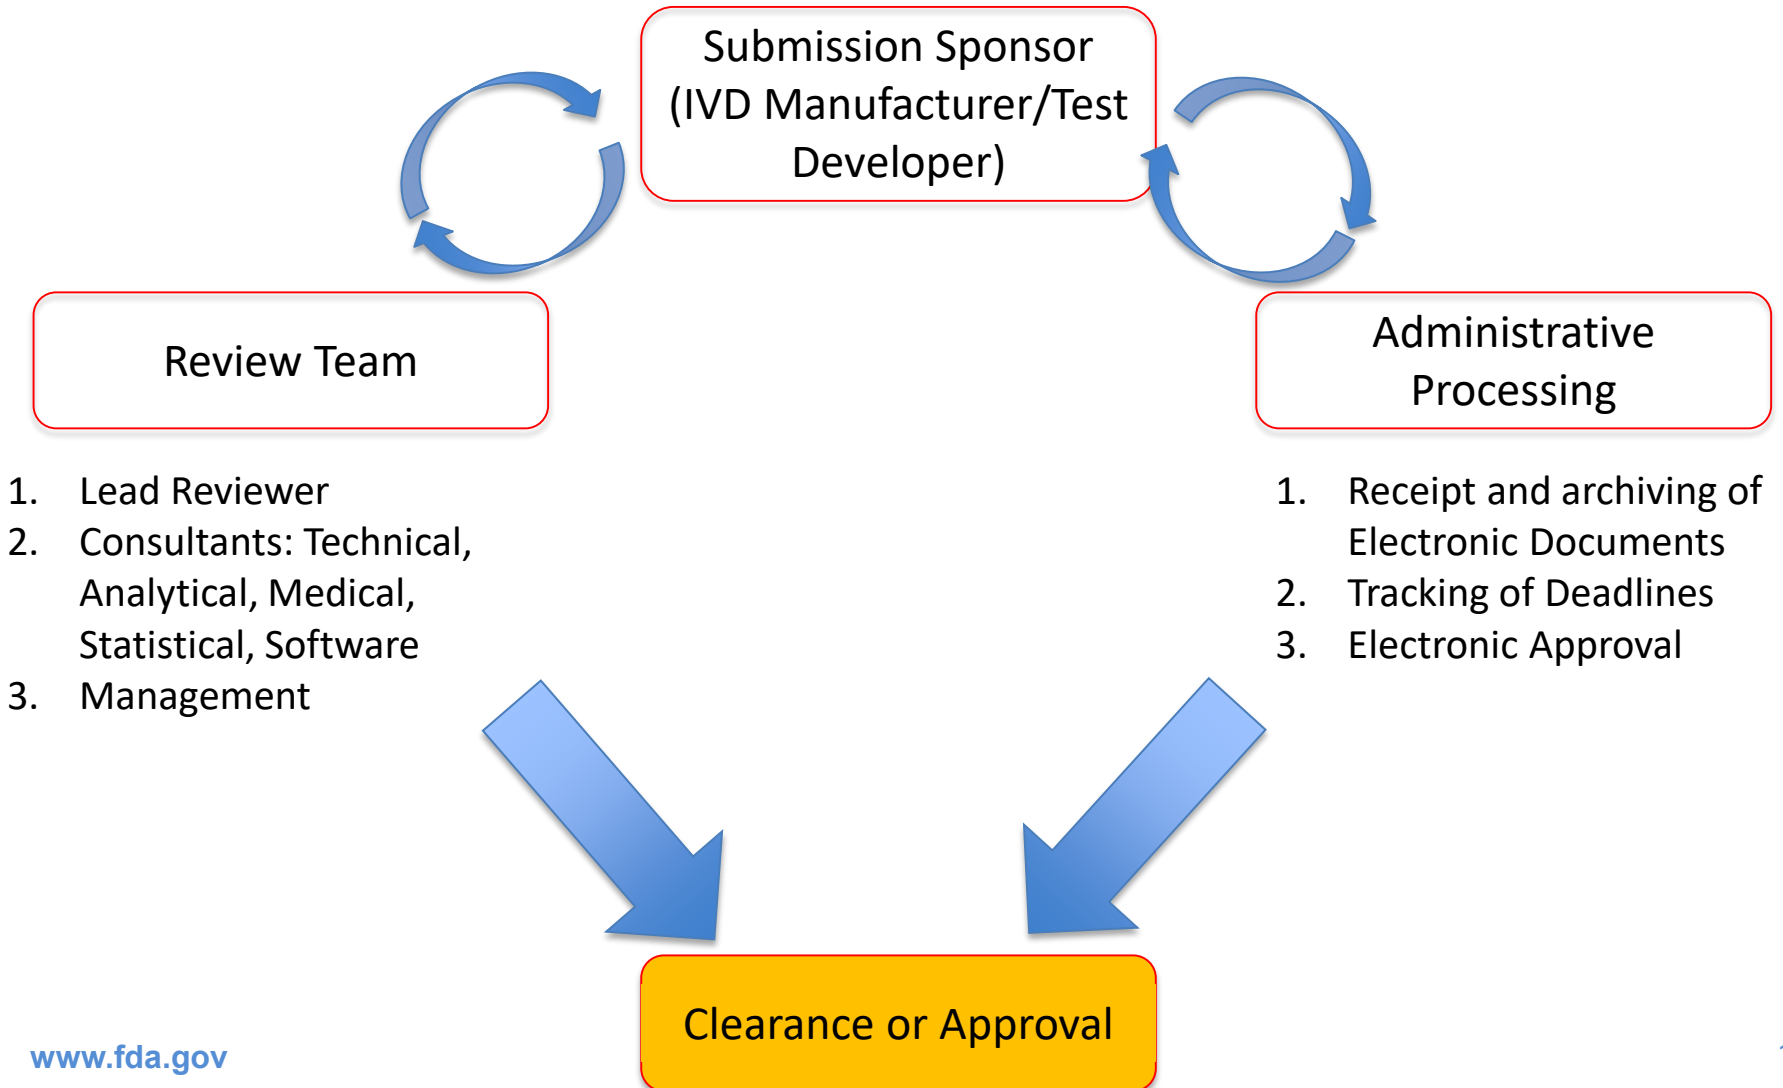 Submission Sponsor
(IVD Manufacturer/Test
Developer)
Review Team
Administrative
Processing
1. Lead Reviewer
2. Consultants: Technical,
Analytical, Medical,
Statistical, Software
3. Management
1. Receipt and archiving of
Electronic Documents
2. Tracking of Deadlines
3. Electronic Approval
Clearance or Approval
www.fda.gov